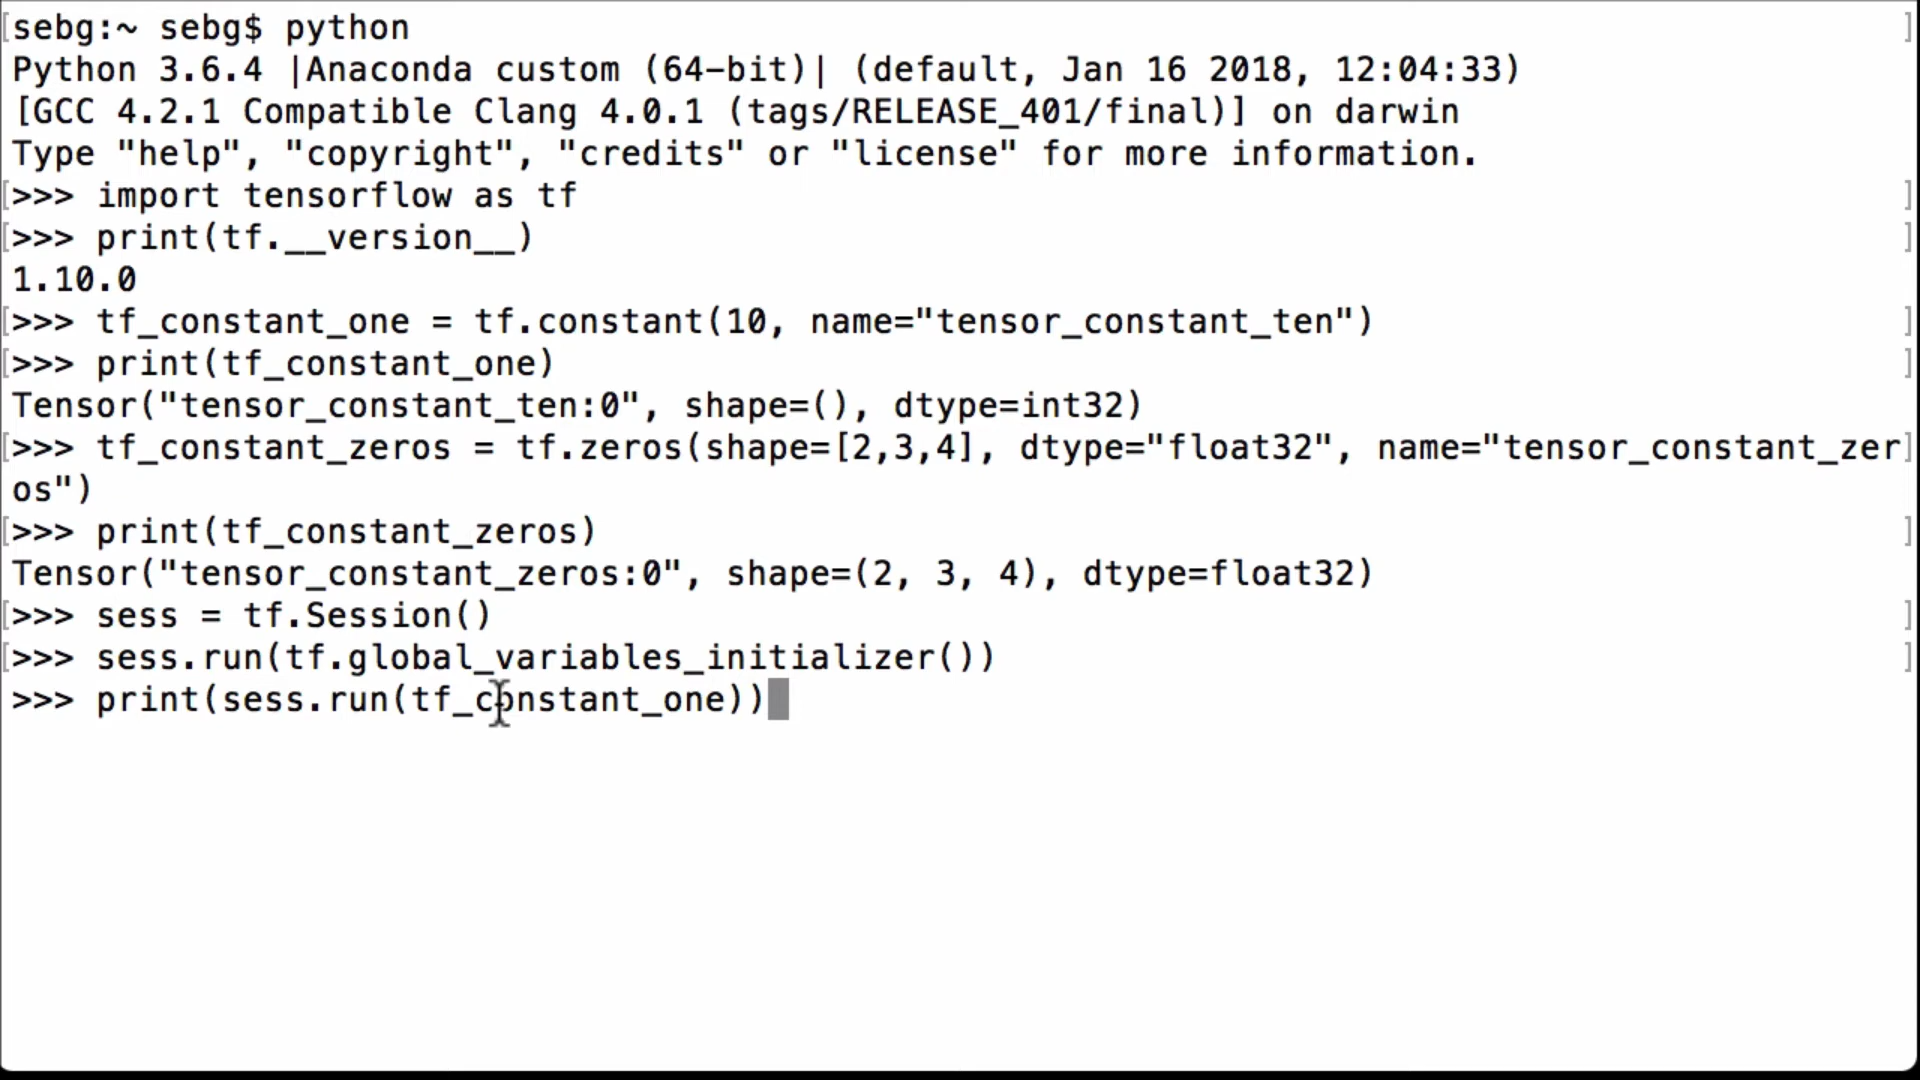 [sebg:~ sebg$ python ]
Python 3.6.4 |Anaconda custom (64-bit)| (default, Jan 16 2018, 12:04:33)
[GCC 4.2.1 Compatible Clang 4.0.1 (tags/RELEASE_401/final)] on darwin
Type "help", "copyright", "credits" or "license" for more information.
[>>> import tensorflow as tf ]
[>>> print(tf.__version__) ]
1.10.0
[>>> tf_constant_one = tf.constant(10, name="tensor_constant_ten") ]
[>>> print(tf_constant_one) ]
Tensor("tensor_constant_ten:0", shape=(), dtype=int32)
[>>> tf_constant_zeros = tf.zeros(shape=[2,3,4], dtype="float32", name="tensor_constant_zer]
os")
[>>> print(tf_constant_zeros) ]
Tensor("tensor_constant_zeros:0", shape=(2, 3, 4), dtype=float32)
[>>> sess = tf.Session() ]
[>>> sess.run(tf.global_variables_initializer()) ]
>>> print(sess.run(tf_constant_one))